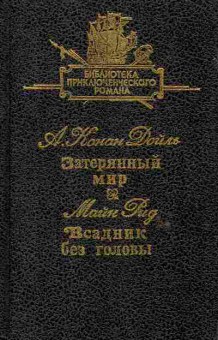 БИБЛИОТЕКА
ПРИКЛЮЧЕНЧЕСКОГО
РОМАНА
А. Конан Дойль
Затерянный
мир
Майн Рид
Всадник
без головы